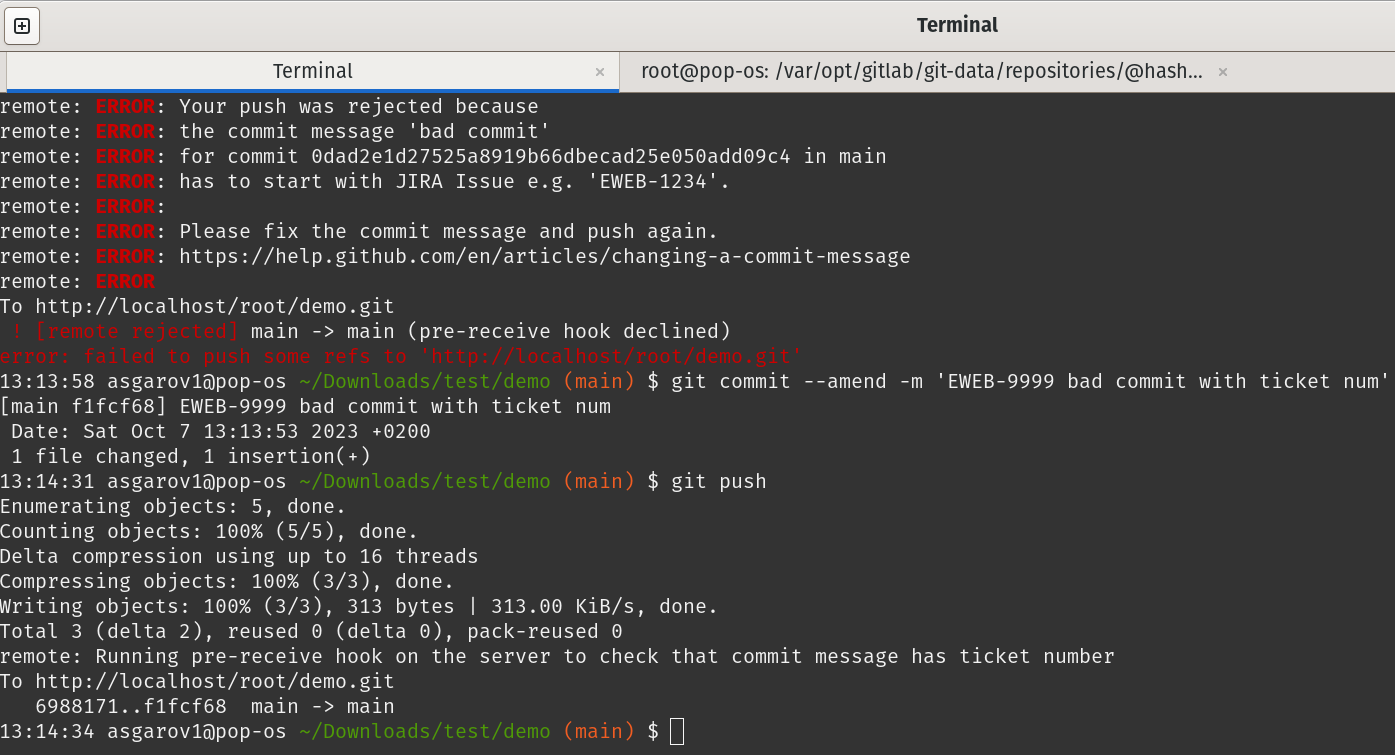 Terminal
Terminal × root@pop-os: /var/opt/gitlab/git-data/repositories/@hash... ×
remote: ERROR: Your push was rejected because
remote: ERROR: the commit message 'bad commit'
remote: ERROR: for commit 0dad2e1d27525a8919b66dbecad25e050add09c4 in main
remote: ERROR: has to start with JIRA Issue e.g. 'EWEB-1234'.
remote: ERROR:
remote: ERROR: Please fix the commit message and push again.
remote: ERROR: https://help.github.com/en/articles/changing-a-commit-message
remote: ERROR
To http://localhost/root/demo.git
 ! [remote rejected] main -> main (pre-receive hook declined)
error: failed to push some refs to 'http://localhost/root/demo.git'
13:13:58 asgarov1@pop-os ~/Downloads/test/demo (main) $ git commit --amend -m 'EWEB-9999 bad commit with ticket num'
[main f1fcf68] EWEB-9999 bad commit with ticket num
 Date: Sat Oct 7 13:13:53 2023 +0200
 1 file changed, 1 insertion(+)
13:14:31 asgarov1@pop-os ~/Downloads/test/demo (main) $ git push
Enumerating objects: 5, done.
Counting objects: 100% (5/5), done.
Delta compression using up to 16 threads
Compressing objects: 100% (3/3), done.
Writing objects: 100% (3/3), 313 bytes | 313.00 KiB/s, done.
Total 3 (delta 2), reused 0 (delta 0), pack-reused 0
remote: Running pre-receive hook on the server to check that commit message has ticket number
To http://localhost/root/demo.git
   6988171..f1fcf68  main -> main
13:14:34 asgarov1@pop-os ~/Downloads/test/demo (main) $